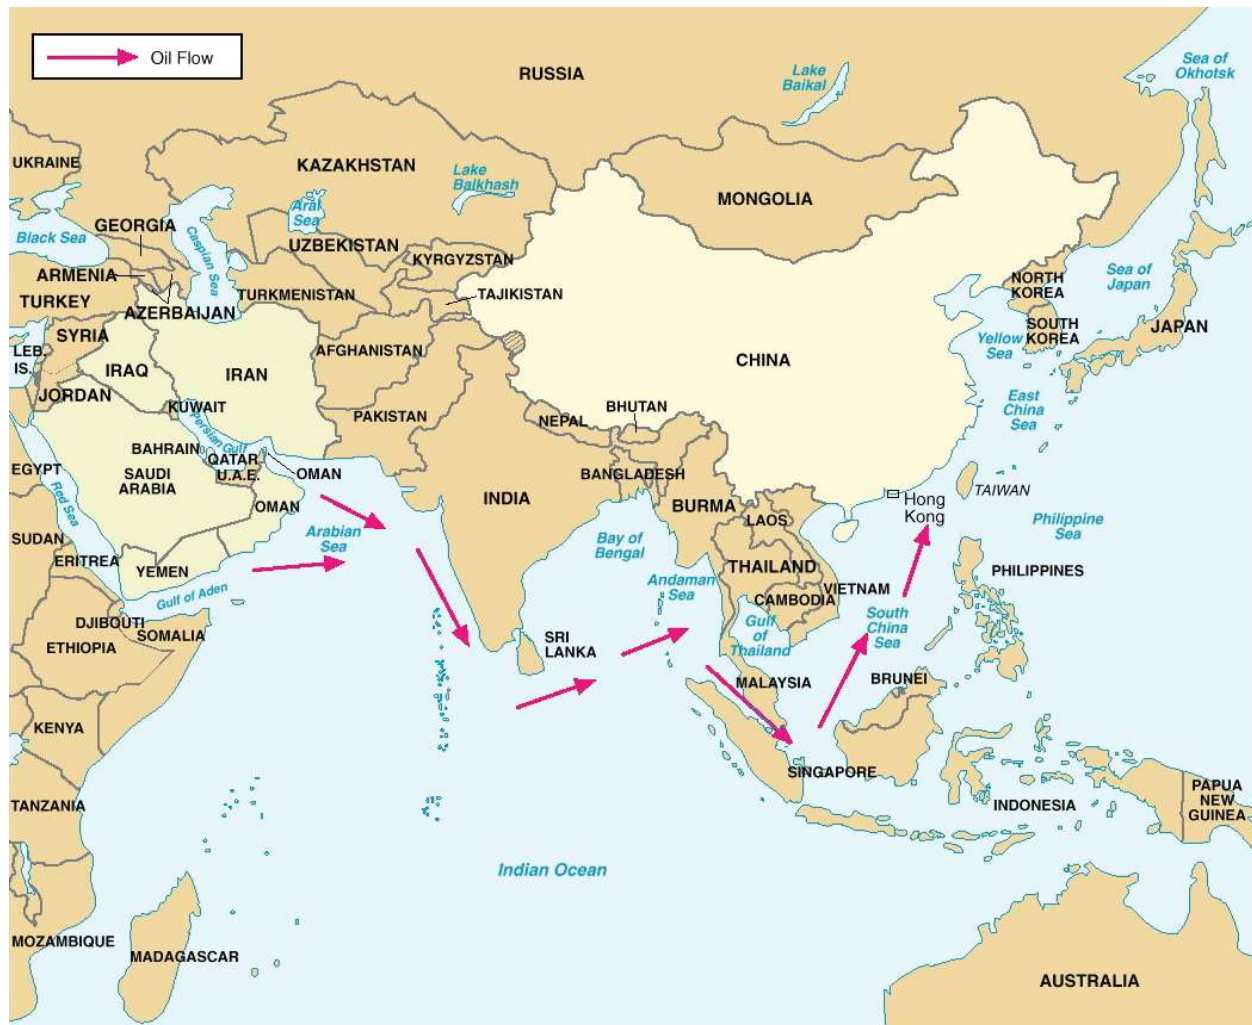 Oil Flow
RUSSIA
Lake
Baikal
Sea of
Okhotsk
UKRAINE
KAZAKHSTAN
Lake
Balkhash
MONGOLIA
Aral
Sea
GEORGIA
Black Sea
Caspian Sea
UZBEKISTAN
KYRGYZSTAN
ARMENIA
TURKEY
AZERBAIJAN
TURKMENISTAN
TAJIKISTAN
NORTH
KOREA
Sea of
Japan
SYRIA
LEB.
IS.
IRAQ
IRAN
AFGHANISTAN
CHINA
Yellow
Sea
SOUTH
KOREA
JAPAN
JORDAN
KUWAIT
Persian Gulf
PAKISTAN
NEPAL
BHUTAN
East
China
Sea
BAHRAIN
QATAR
U.A.E.
OMAN
EGYPT
Red Sea
SAUDI
ARABIA
OMAN
INDIA
BANGLADESH
BURMA
LAOS
Hong
Kong
TAIWAN
Arabian
Sea
Bay of
Bengal
Philippine
Sea
SUDAN
ERITREA
YEMEN
Gulf of Aden
Andaman
Sea
THAILAND
CAMBODIA
VIETNAM
PHILIPPINES
DJIBOUTI
SOMALIA
ETHIOPIA
SRI
LANKA
Gulf
of
Thailand
South
China
Sea
MALAYSIA
BRUNEI
KENYA
SINGAPORE
TANZANIA
INDONESIA
PAPUA
NEW
GUINEA
Indian Ocean
MOZAMBIQUE
MADAGASCAR
AUSTRALIA